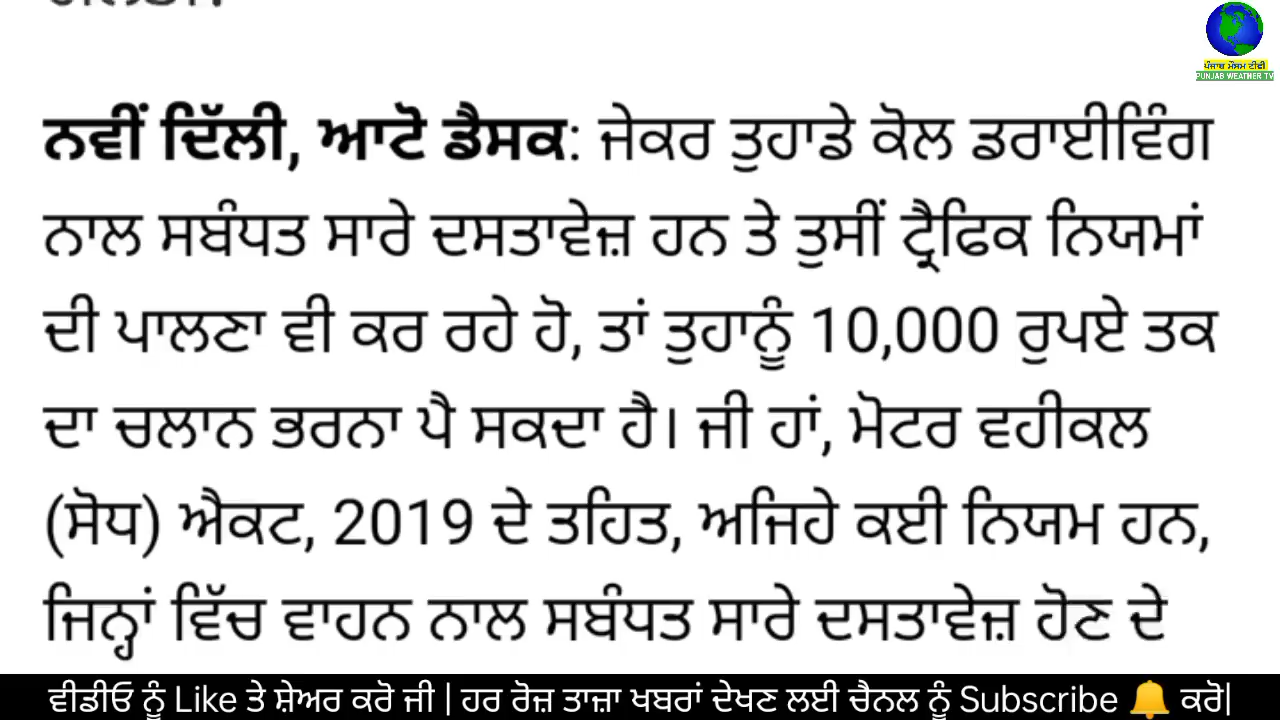 ਪੰਜਾਬ ਮੌਸਮ ਟੀਵੀ
PUNJAB WEATHER TV
ਨਵੀਂ ਦਿੱਲੀ, ਆਟੋ ਡੈਸਕ: ਜੇਕਰ ਤੁਹਾਡੇ ਕੋਲ ਡਰਾਈਵਿੰਗ
ਨਾਲ ਸਬੰਧਤ ਸਾਰੇ ਦਸਤਾਵੇਜ਼ ਹਨ ਤੇ ਤੁਸੀਂ ਟ੍ਰੈਫਿਕ ਨਿਯਮਾਂ
ਦੀ ਪਾਲਣਾ ਵੀ ਕਰ ਰਹੇ ਹੋ, ਤਾਂ ਤੁਹਾਨੂੰ 10,000 ਰੁਪਏ ਤਕ
ਦਾ ਚਲਾਨ ਭਰਨਾ ਪੈ ਸਕਦਾ ਹੈ। ਜੀ ਹਾਂ, ਮੋਟਰ ਵਹੀਕਲ
(ਸੋਧ) ਐਕਟ, 2019 ਦੇ ਤਹਿਤ, ਅਜਿਹੇ ਕਈ ਨਿਯਮ ਹਨ,
ਜਿਨ੍ਹਾਂ ਵਿੱਚ ਵਾਹਨ ਨਾਲ ਸਬੰਧਤ ਸਾਰੇ ਦਸਤਾਵੇਜ਼ ਹੋਣ ਦੇ
ਵੀਡੀਓ ਨੂੰ Like ਤੇ ਸ਼ੇਅਰ ਕਰੋ ਜੀ | ਹਰ ਰੋਜ਼ ਤਾਜ਼ਾ ਖਬਰਾਂ ਦੇਖਣ ਲਈ ਚੈਨਲ ਨੂੰ Subscribe 🔔 ਕਰੋ|